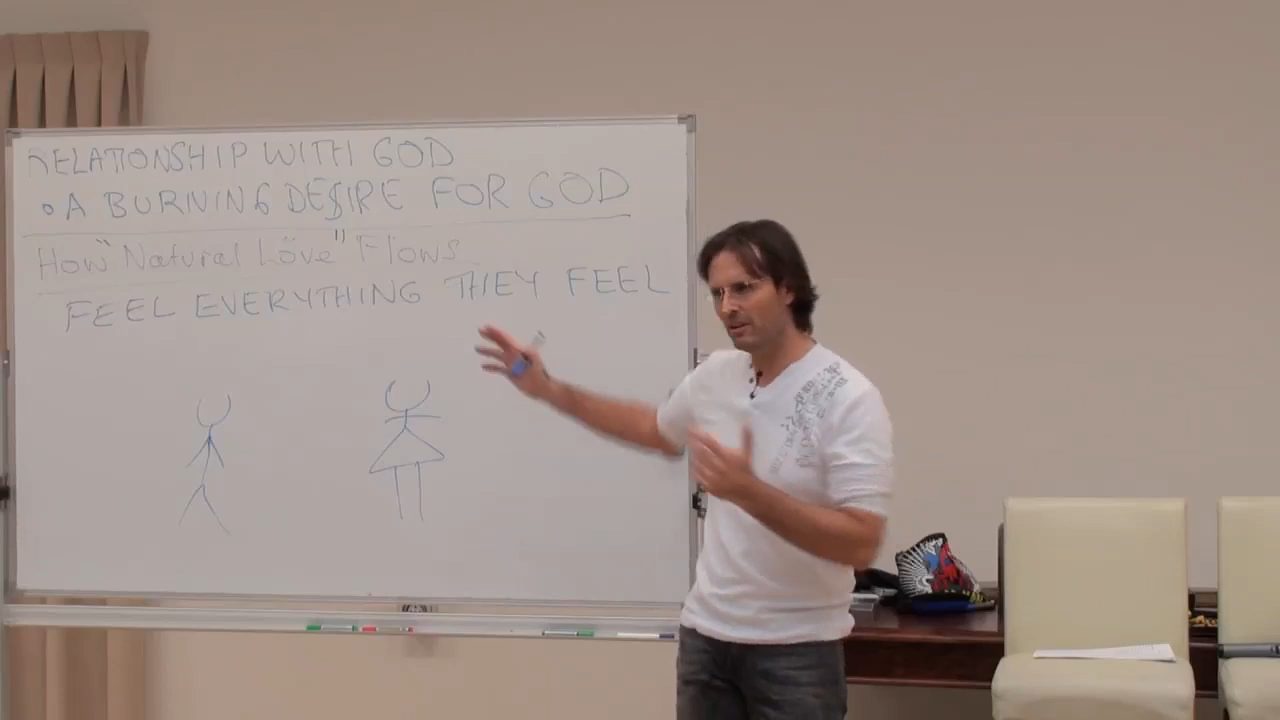 RELATIONSHIP WITH GOD
• A BURNING DESIRE FOR GOD
How "Natural Love" Flows
FEEL EVERYTHING THEY FEEL